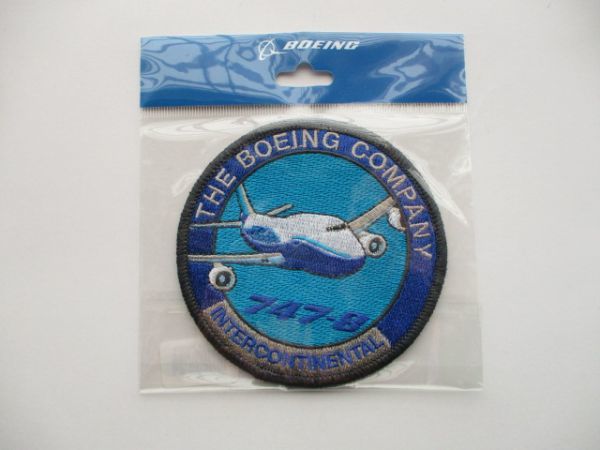 BOEING
THE BOEING COMPANY
747-8
INTERCONTINENTAL